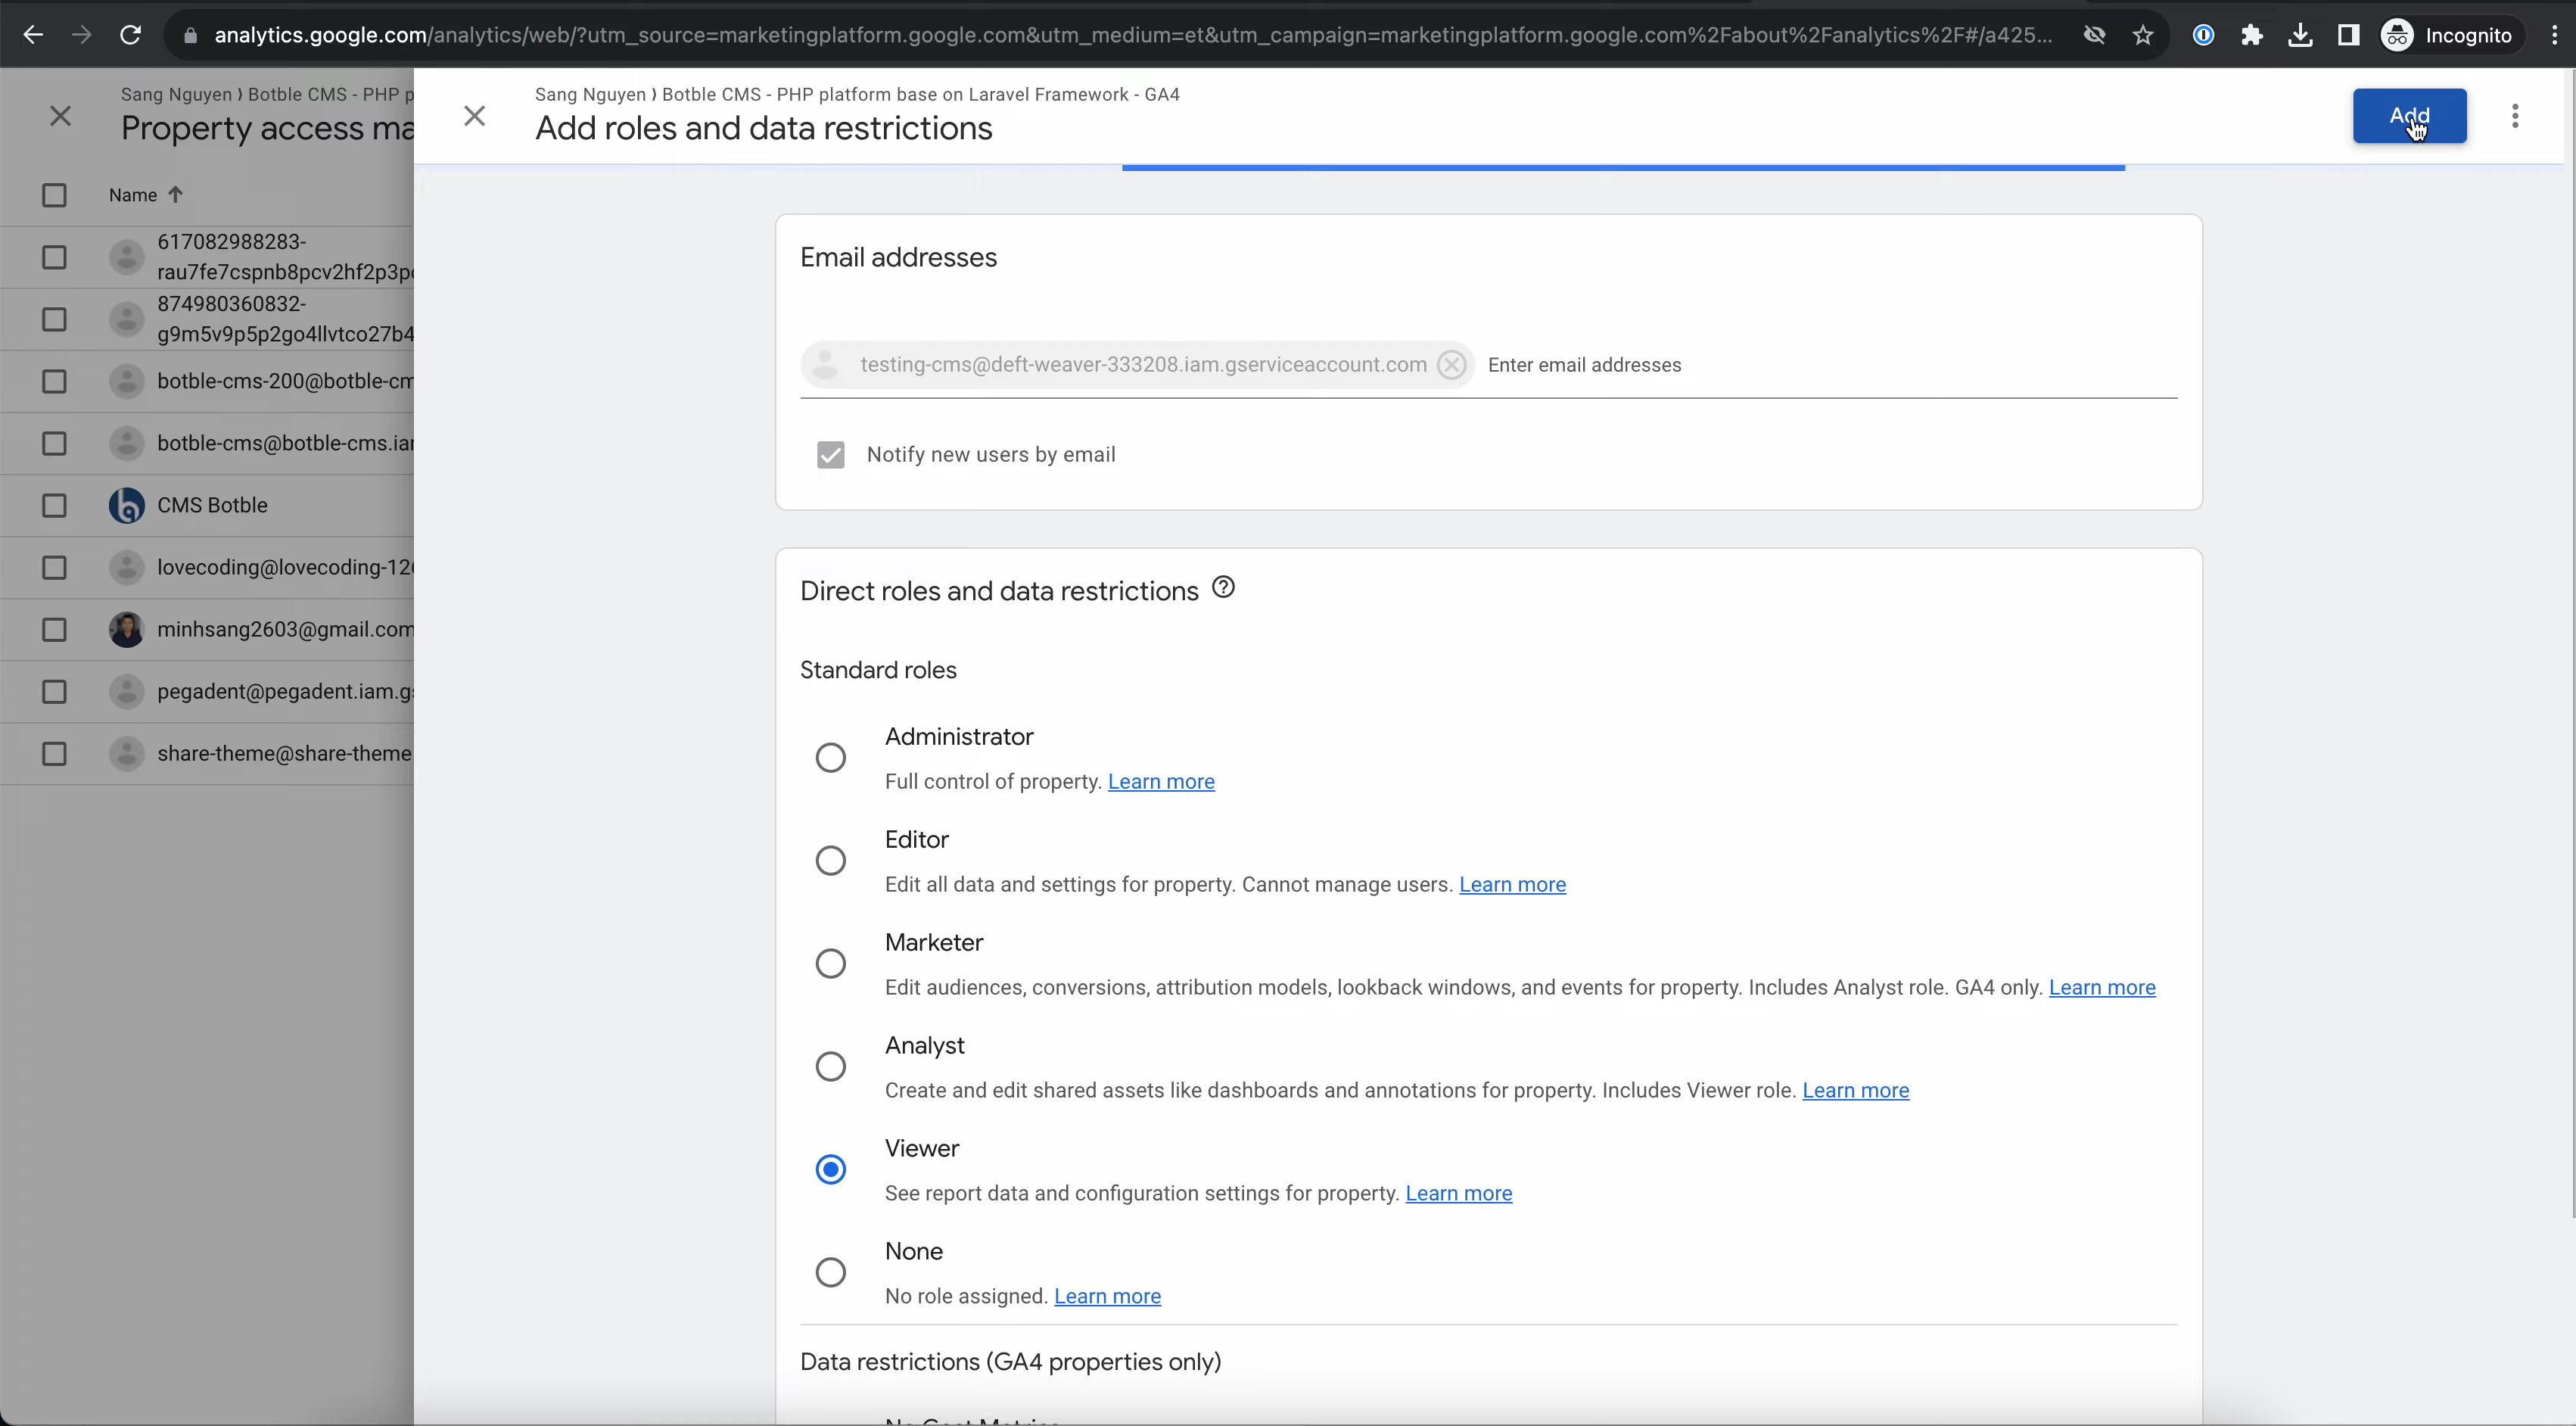 analytics.google.com/analytics/web/?utm_source=marketingplatform.google.com&utm_medium=et&utm_campaign=marketingplatform.google.com%2Fabout%2Fanalytics%2F#/a425...
Incognito
Sang Nguyen › Botble CMS - PHP p
Property access ma
Name
617082988283-
rau7fe7cspnb8pcv2hf2p3p
874980360832-
g9m5v9p5p2go4llvtco27b4
botble-cms-200@botble-cm
botble-cms@botble-cms.iar
CMS Botble
lovecoding@lovecoding-12
minhsang2603@gmail.com
pegadent@pegadent.iam.g
share-theme@share-theme
Sang Nguyen › Botble CMS - PHP platform base on Laravel Framework - GA4
Add roles and data restrictions
Add
Email addresses
testing-cms@deft-weaver-333208.iam.gserviceaccount.com
Enter email addresses
Notify new users by email
Direct roles and data restrictions
Standard roles
Administrator
Full control of property. Learn more
Editor
Edit all data and settings for property. Cannot manage users. Learn more
Marketer
Edit audiences, conversions, attribution models, lookback windows, and events for property. Includes Analyst role. GA4 only. Learn more
Analyst
Create and edit shared assets like dashboards and annotations for property. Includes Viewer role. Learn more
Viewer
See report data and configuration settings for property. Learn more
None
No role assigned. Learn more
Data restrictions (GA4 properties only)